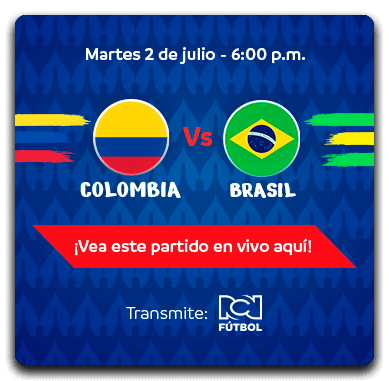 Martes 2 de julio - 6:00 p.m.
Vs
COLOMBIA
BRASIL
¡Vea este partido en vivo aquí!
Transmite: RCN
FÚTBOL